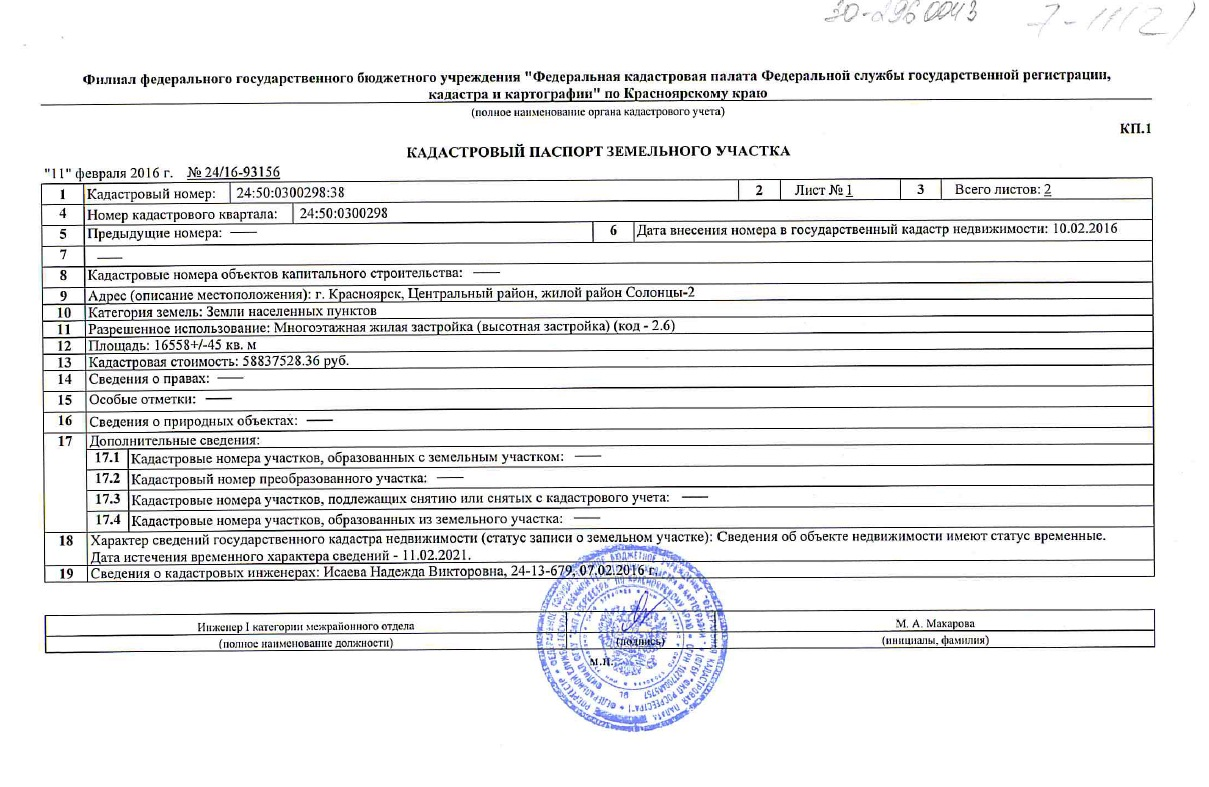 30-2960043 7-11(2)
Филиал федерального государственного бюджетного учреждения "Федеральная кадастровая палата Федеральной службы государственной регистрации,
кадастра и картографии" по Красноярскому краю
(полное наименование органа кадастрового учета)
КП.1
КАДАСТРОВЫЙ ПАСПОРТ ЗЕМЕЛЬНОГО УЧАСТКА
"11" февраля 2016 г. № 24/16-93156
1 Кадастровый номер: 24:50:0300298:38 2 Лист № 1 3 Всего листов: 2
4 Номер кадастрового квартала: 24:50:0300298
5 Предыдущие номера: —— 6 Дата внесения номера в государственный кадастр недвижимости: 10.02.2016
7 ——
8 Кадастровые номера объектов капитального строительства: ——
9 Адрес (описание местоположения): г. Красноярск, Центральный район, жилой район Солонцы-2
10 Категория земель: Земли населенных пунктов
11 Разрешенное использование: Многоэтажная жилая застройка (высотная застройка) (код - 2.6)
12 Площадь: 16558+/-45 кв. м
13 Кадастровая стоимость: 58837528.36 руб.
14 Сведения о правах: ——
15 Особые отметки: ——
16 Сведения о природных объектах: ——
17 Дополнительные сведения:
17.1 Кадастровые номера участков, образованных с земельным участком: ——
17.2 Кадастровый номер преобразованного участка: ——
17.3 Кадастровые номера участков, подлежащих снятию или снятых с кадастрового учета: ——
17.4 Кадастровые номера участков, образованных из земельного участка: ——
18 Характер сведений государственного кадастра недвижимости (статус записи о земельном участке): Сведения об объекте недвижимости имеют статус временные.
Дата истечения временного характера сведений - 11.02.2021.
19 Сведения о кадастровых инженерах: Исаева Надежда Викторовна, 24-13-679, 07.02.2016 г.
Инженер I категории межрайонного отдела М. А. Макарова
(полное наименование должности) (подпись) (инициалы, фамилия)
М.П.